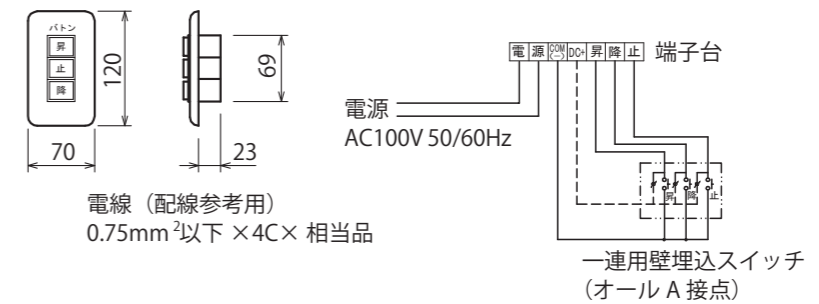 バトン
昇
止
降
120
70
69
23
電線（配線参考用）
0.75mm²以下 ×4C× 相当品
電 源 COM(−) DC+ 昇 降 止 端子台
電源
AC100V 50/60Hz
昇 降 止
一連用壁埋込スイッチ
（オール A 接点）